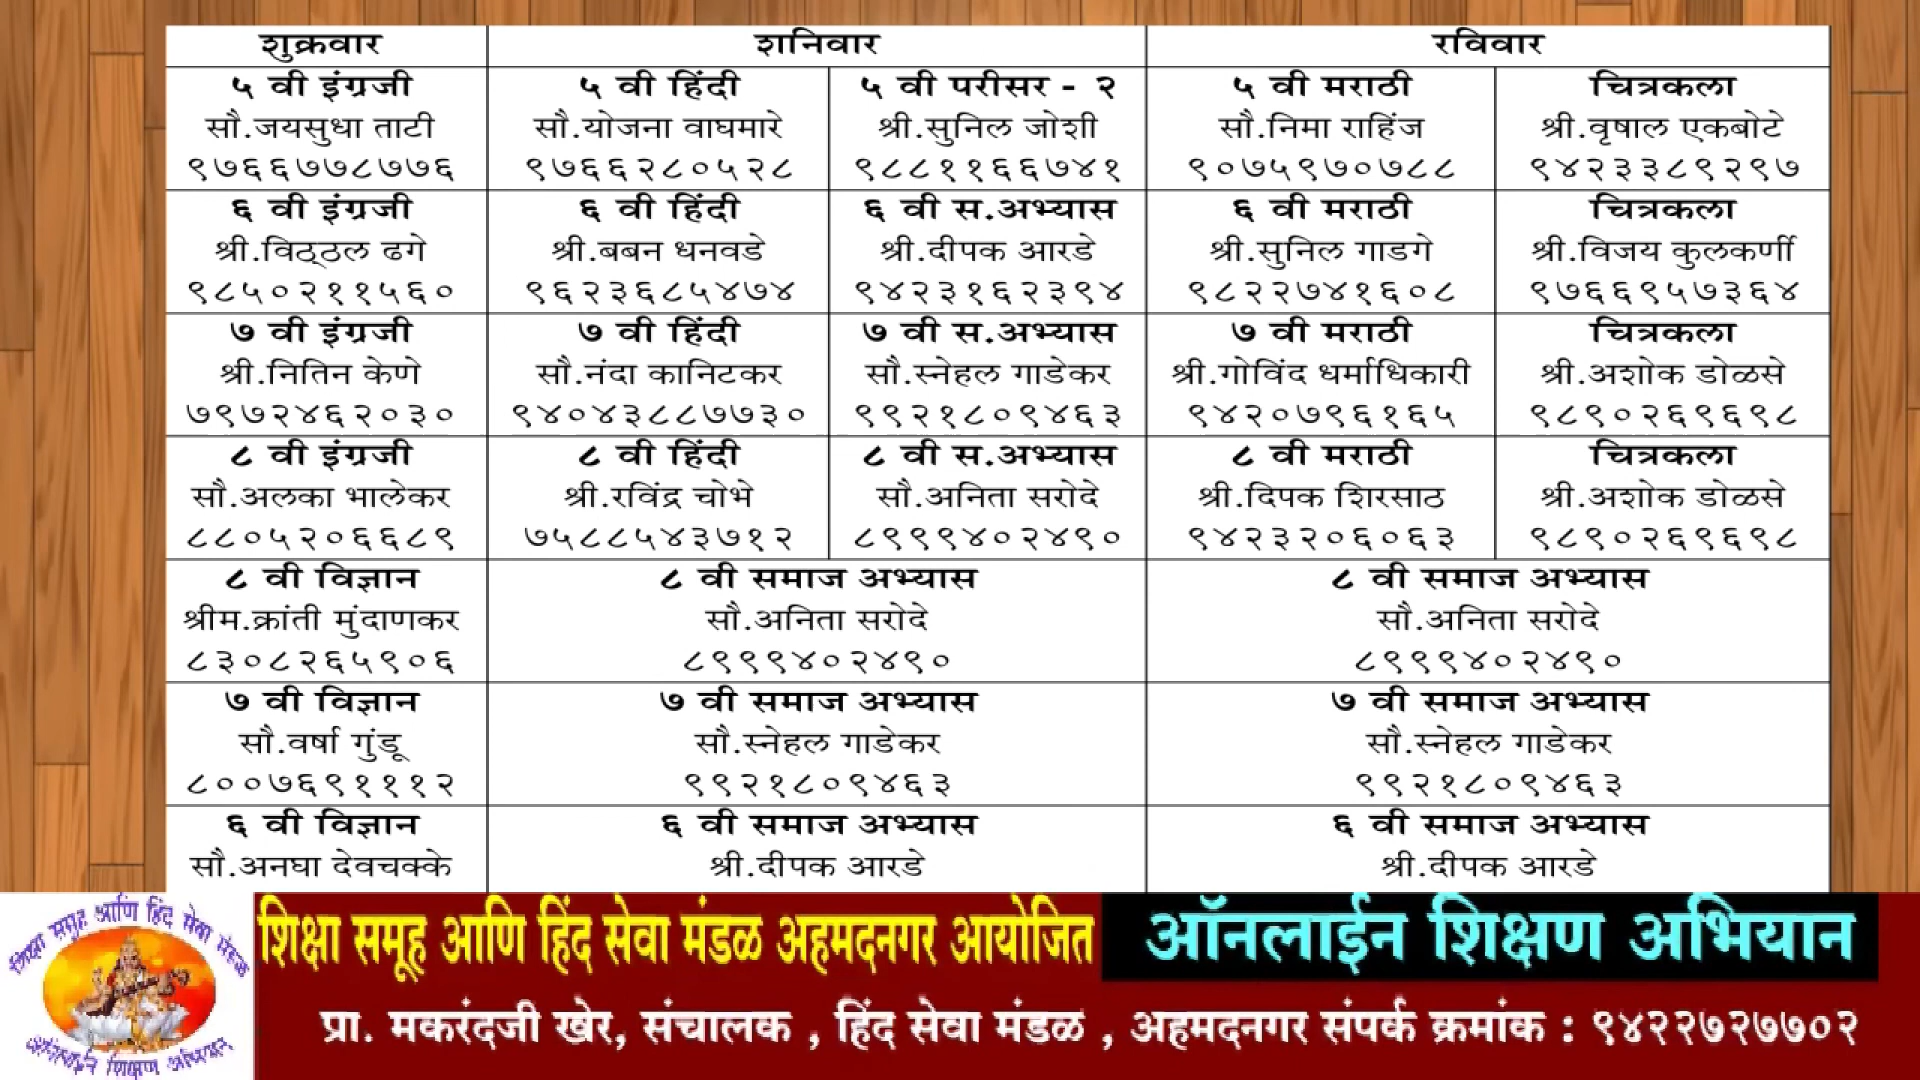 शुक्रवार शनिवार रविवार
५ वी इंग्रजी ५ वी हिंदी ५ वी परीसर - २ ५ वी मराठी चित्रकला
सौ.जयसुधा ताटी सौ.योजना वाघमारे श्री.सुनिल जोशी सौ.निमा राहिंज श्री.वृषाल एकबोटे
९७६६७७८७७६ ९७६६२८०५२८ ९८८११६६७४१ ९०७५९७०७८८ ९४२३३८९२९७
६ वी इंग्रजी ६ वी हिंदी ६ वी स.अभ्यास ६ वी मराठी चित्रकला
श्री.विठ्ठल ढगे श्री.बबन धनवडे श्री.दीपक आरडे श्री.सुनिल गाडगे श्री.विजय कुलकर्णी
९८५०२११५६० ९६२३६८५४७४ ९४२३१६२३९४ ९८२२७४१६०८ ९७६६९५७३६४
७ वी इंग्रजी ७ वी हिंदी ७ वी स.अभ्यास ७ वी मराठी चित्रकला
श्री.नितिन केणे सौ.नंदा कानिटकर सौ.स्नेहल गाडेकर श्री.गोविंद धर्माधिकारी श्री.अशोक डोळसे
७९७२४६२०३० ९४०४३८८७७३० ९९२१८०९४६३ ९४२०७९६१६५ ९८९०२६९६९८
८ वी इंग्रजी ८ वी हिंदी ८ वी स.अभ्यास ८ वी मराठी चित्रकला
सौ.अलका भालेकर श्री.रविंद्र चोभे सौ.अनिता सरोदे श्री.दिपक शिरसाठ श्री.अशोक डोळसे
८८०५२०६६८९ ७५८८५४३७१२ ८९९९४०२४९० ९४२३२०६०६३ ९८९०२६९६९८
८ वी विज्ञान ८ वी समाज अभ्यास ८ वी समाज अभ्यास
श्रीम.क्रांती मुंदाणकर सौ.अनिता सरोदे सौ.अनिता सरोदे
८३०८२६५९०६ ८९९९४०२४९० ८९९९४०२४९०
७ वी विज्ञान ७ वी समाज अभ्यास ७ वी समाज अभ्यास
सौ.वर्षा गुंडू सौ.स्नेहल गाडेकर सौ.स्नेहल गाडेकर
८००७६९१११२ ९९२१८०९४६३ ९९२१८०९४६३
६ वी विज्ञान ६ वी समाज अभ्यास ६ वी समाज अभ्यास
सौ.अनघा देवचक्के श्री.दीपक आरडे श्री.दीपक आरडे
शिक्षा समूह आणि हिंद सेवा मंडळ
ऑनलाईन शिक्षण अभियान
शिक्षा समूह आणि हिंद सेवा मंडळ अहमदनगर आयोजित ऑनलाईन शिक्षण अभियान
प्रा. मकरंदजी खेर, संचालक , हिंद सेवा मंडळ , अहमदनगर संपर्क क्रमांक : ९४२२७२७७०२